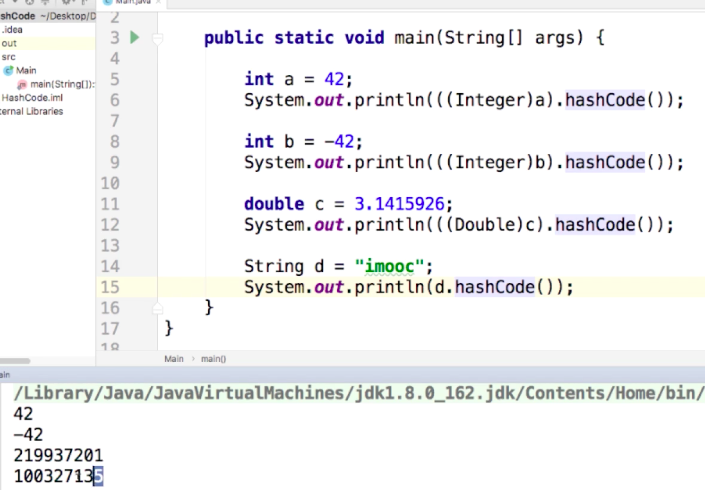 Main.java
shCode ~/Desktop/D
.idea
out
src
Main
main(String[]):
HashCode.iml
ternal Libraries
2
3 public static void main(String[] args) {
4
5 int a = 42;
6 System.out.println(((Integer)a).hashCode());
7
8 int b = -42;
9 System.out.println(((Integer)b).hashCode());
10
11 double c = 3.1415926;
12 System.out.println(((Double)c).hashCode());
13
14 String d = "imooc";
15 System.out.println(d.hashCode());
16 }
17 }
18
Main › main()
ain
/Library/Java/JavaVirtualMachines/jdk1.8.0_162.jdk/Contents/Home/bin/
42
-42
219937201
100327135